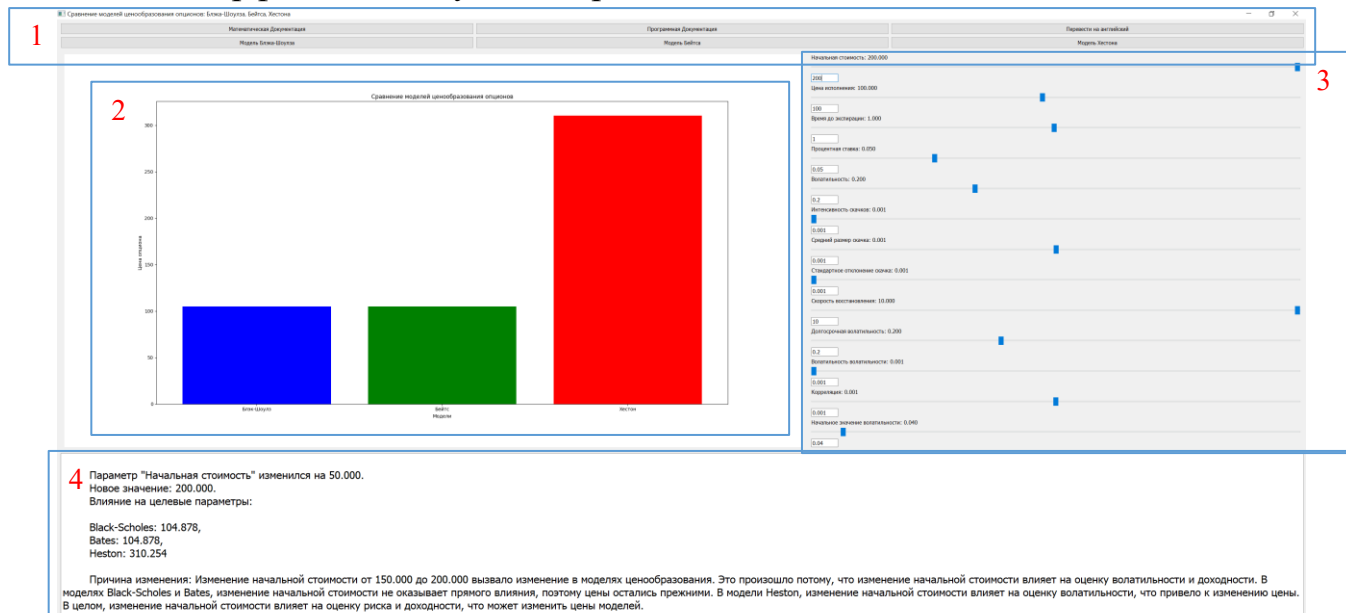 Сравнение моделей ценообразования опционов: Блэка-Шоулза, Бейтса, Хестона
Математическая Документация
Программная Документация
Перевести на английский
Модель Блэка-Шоулза
Модель Бейтса
Модель Хестона
1
2
Сравнение моделей ценообразования опционов
300
250
200
150
100
50
0
Цена опциона
Блэк-Шоулз
Бейтс
Хестон
Модели
3
Начальная стоимость: 200.000
200
Цена исполнения: 100.000
100
Время до экспирации: 1.000
1
Процентная ставка: 0.050
0.05
Волатильность: 0.200
0.2
Интенсивность скачков: 0.001
0.001
Средний размер скачка: 0.001
0.001
Стандартное отклонение скачка: 0.001
0.001
Скорость восстановления: 10.000
10
Долгосрочная волатильность: 0.200
0.2
Волатильность волатильности: 0.001
0.001
Корреляция: 0.001
0.001
Начальное значение волатильности: 0.040
0.04
4
Параметр "Начальная стоимость" изменился на 50.000.
Новое значение: 200.000.
Влияние на целевые параметры:
Black-Scholes: 104.878,
Bates: 104.878,
Heston: 310.254
Причина изменения: Изменение начальной стоимости от 150.000 до 200.000 вызвало изменение в моделях ценообразования. Это произошло потому, что изменение начальной стоимости влияет на оценку волатильности и доходности. В
моделях Black-Scholes и Bates, изменение начальной стоимости не оказывает прямого влияния, поэтому цены остались прежними. В модели Heston, изменение начальной стоимости влияет на оценку волатильности, что привело к изменению цены.
В целом, изменение начальной стоимости влияет на оценку риска и доходности, что может изменить цены моделей.